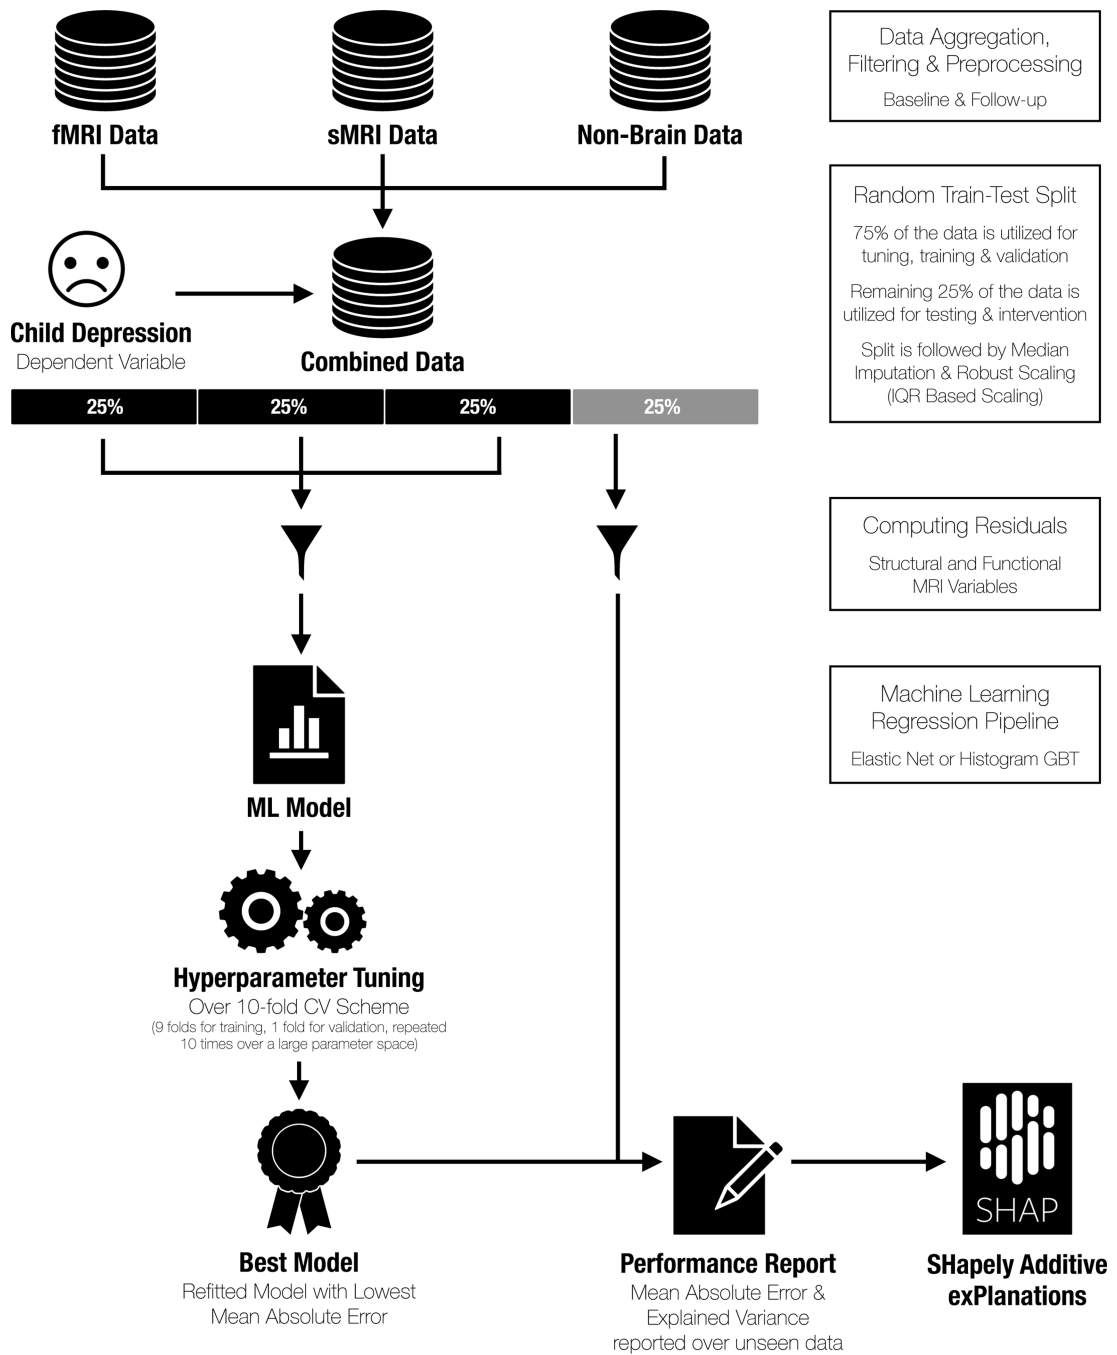 fMRI Data
sMRI Data
Non-Brain Data
Data Aggregation,
Filtering & Preprocessing
Baseline & Follow-up
Child Depression
Dependent Variable
Combined Data
Random Train-Test Split
75% of the data is utilized for
tuning, training & validation
Remaining 25% of the data is
utilized for testing & intervention
Split is followed by Median
Imputation & Robust Scaling
(IQR Based Scaling)
25%
25%
25%
25%
Computing Residuals
Structural and Functional
MRI Variables
Machine Learning
Regression Pipeline
Elastic Net or Histogram GBT
ML Model
Hyperparameter Tuning
Over 10-fold CV Scheme
(9 folds for training, 1 fold for validation, repeated
10 times over a large parameter space)
Best Model
Refitted Model with Lowest
Mean Absolute Error
Performance Report
Mean Absolute Error &
Explained Variance
reported over unseen data
SHAP
SHapely Additive
exPlanations